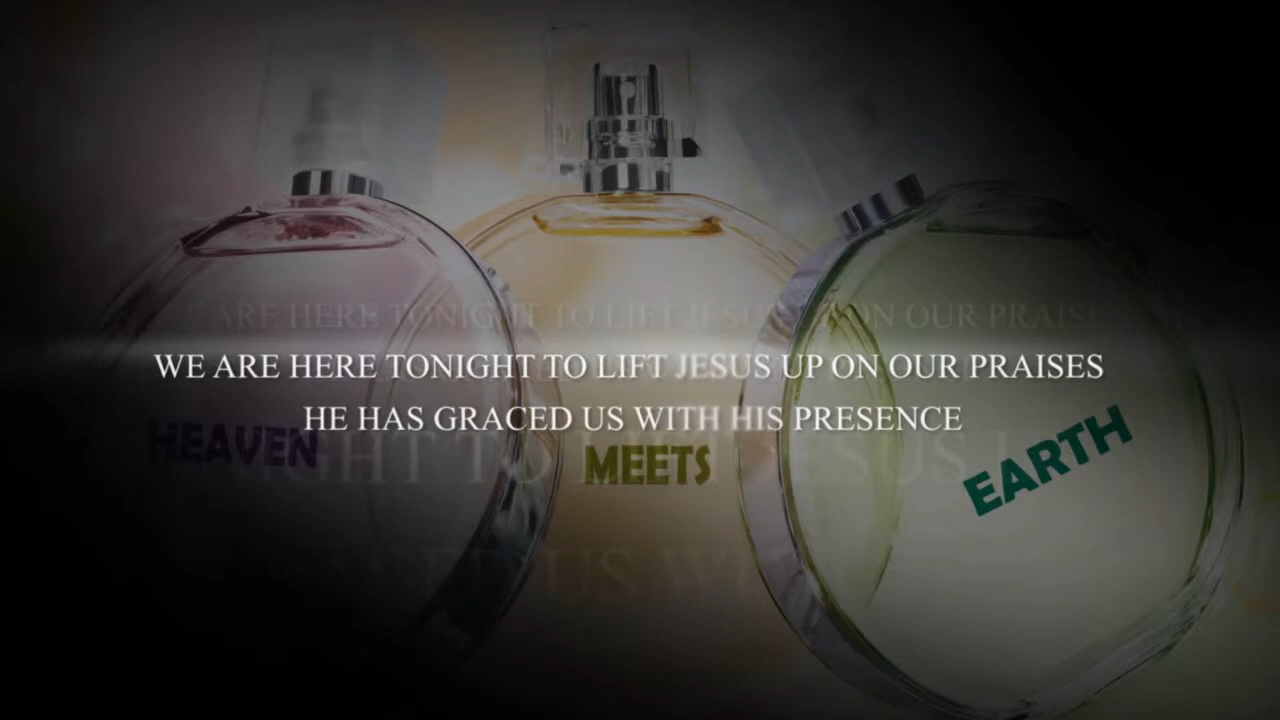 WE ARE HERE TONIGHT TO LIFT JESUS UP ON OUR PRAISES
HE HAS GRACED US WITH HIS PRESENCE
HEAVEN
MEETS
EARTH